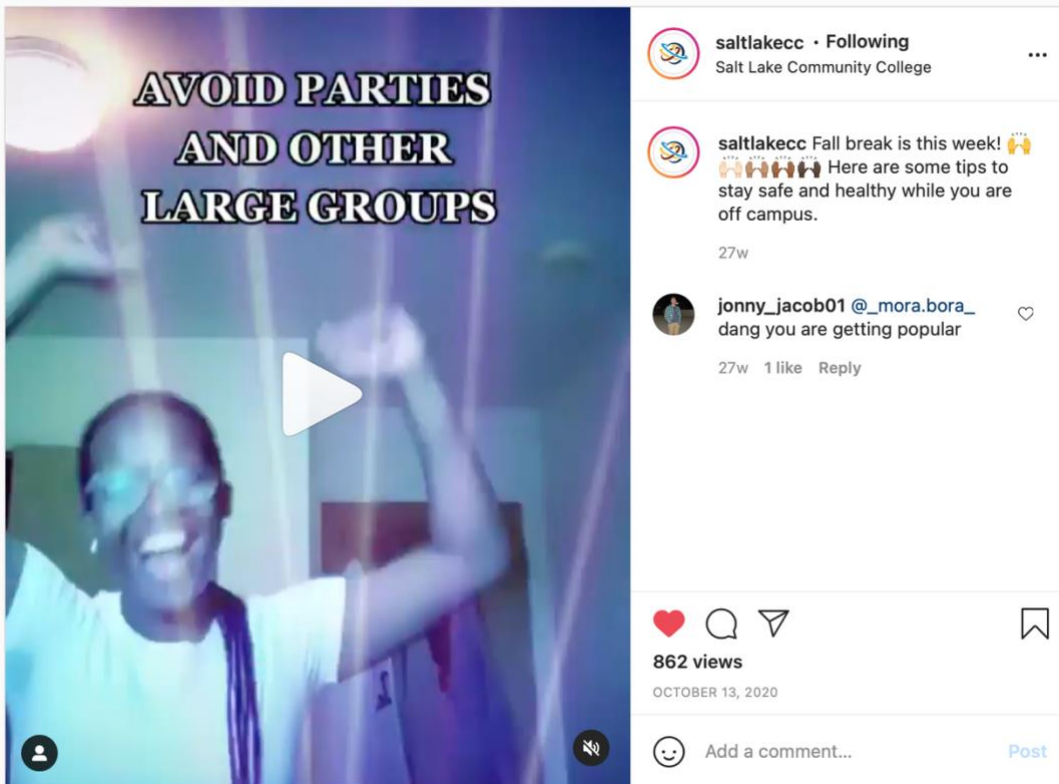 AVOID PARTIES
AND OTHER
LARGE GROUPS
saltlakecc • Following
Salt Lake Community College
saltlakecc Fall break is this week! 🙌
🙌🏻🙌🏽🙌🏾🙌🏿 Here are some tips to
stay safe and healthy while you are
off campus.
27w
jonny_jacob01 @_mora.bora_
dang you are getting popular
27w 1 like Reply
862 views
OCTOBER 13, 2020
Add a comment...
Post